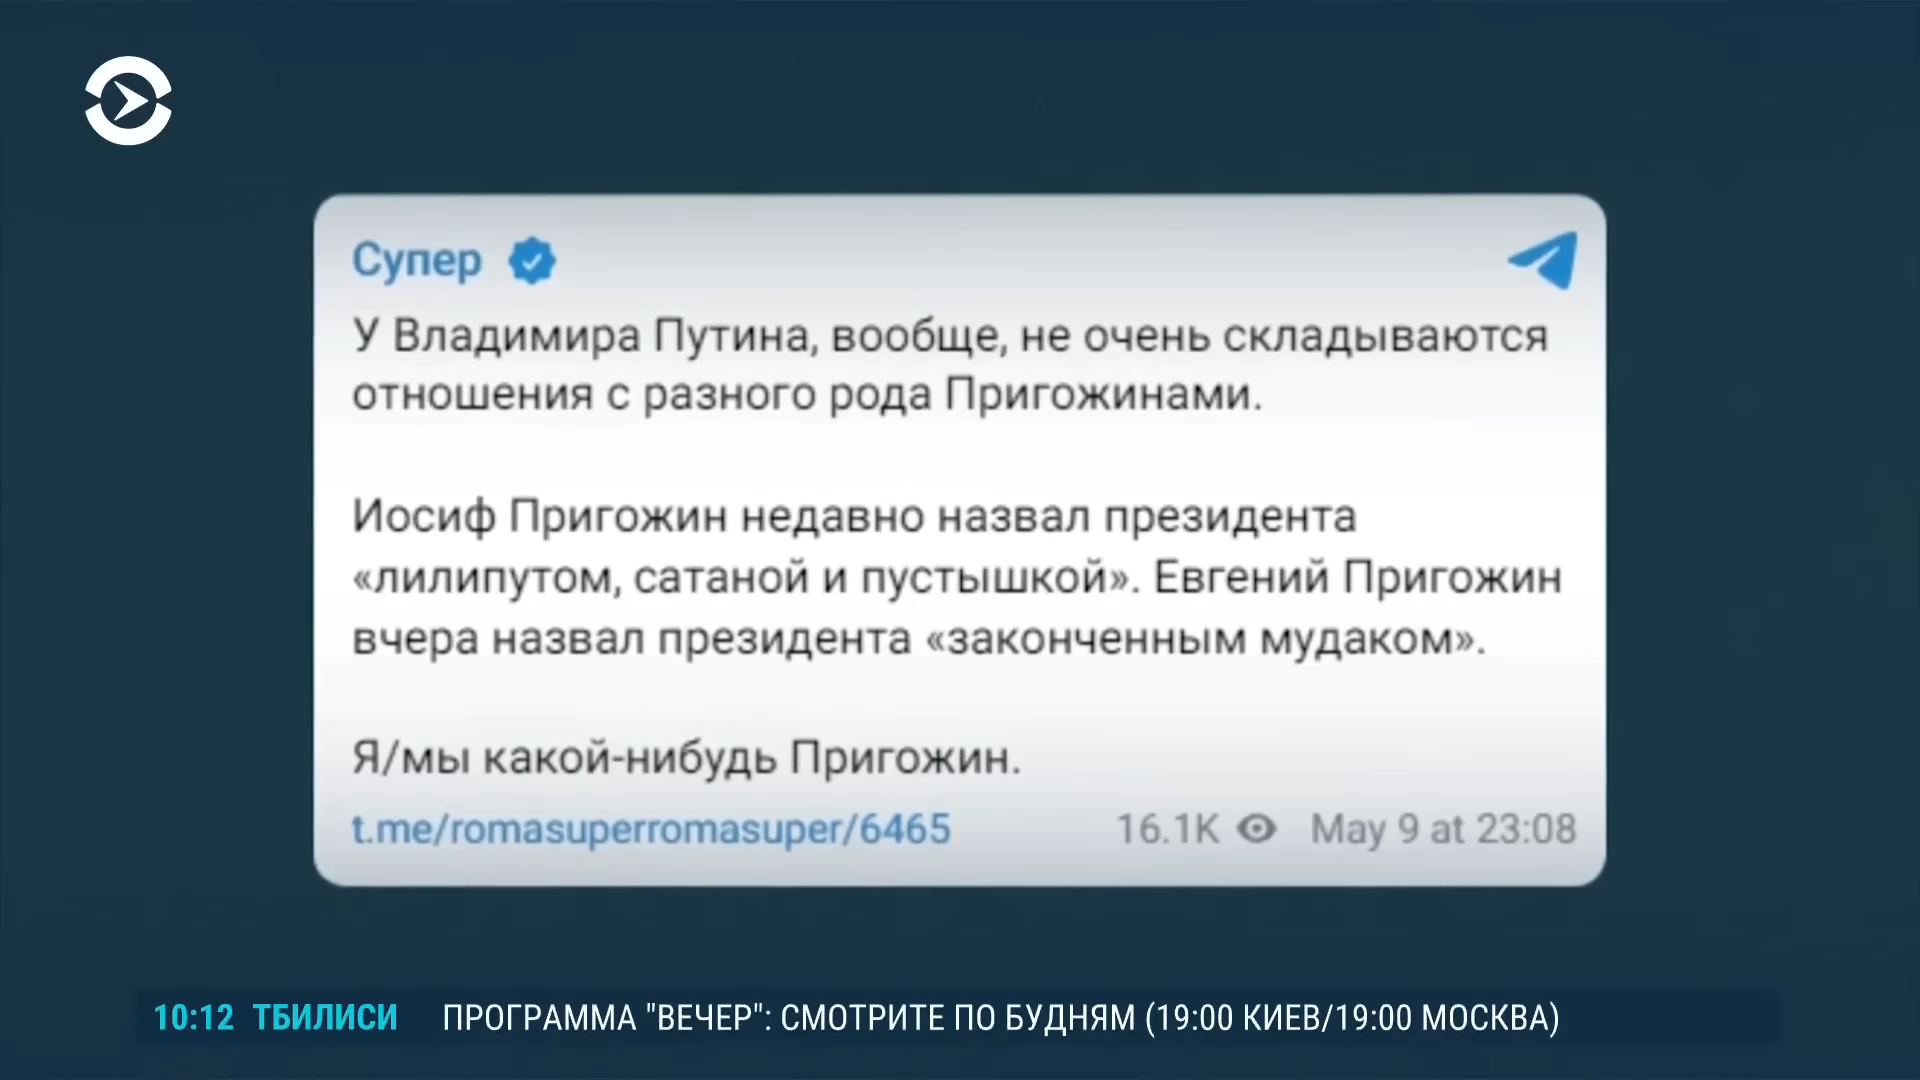 Супер
У Владимира Путина, вообще, не очень складываются
отношения с разного рода Пригожинами.
Иосиф Пригожин недавно назвал президента
«лилипутом, сатаной и пустышкой». Евгений Пригожин
вчера назвал президента «законченным мудаком».
Я/мы какой-нибудь Пригожин.
t.me/romasuperromasuper/6465 16.1K May 9 at 23:08
10:12 ТБИЛИСИ ПРОГРАММА "ВЕЧЕР": СМОТРИТЕ ПО БУДНЯМ (19:00 КИЕВ/19:00 МОСКВА)